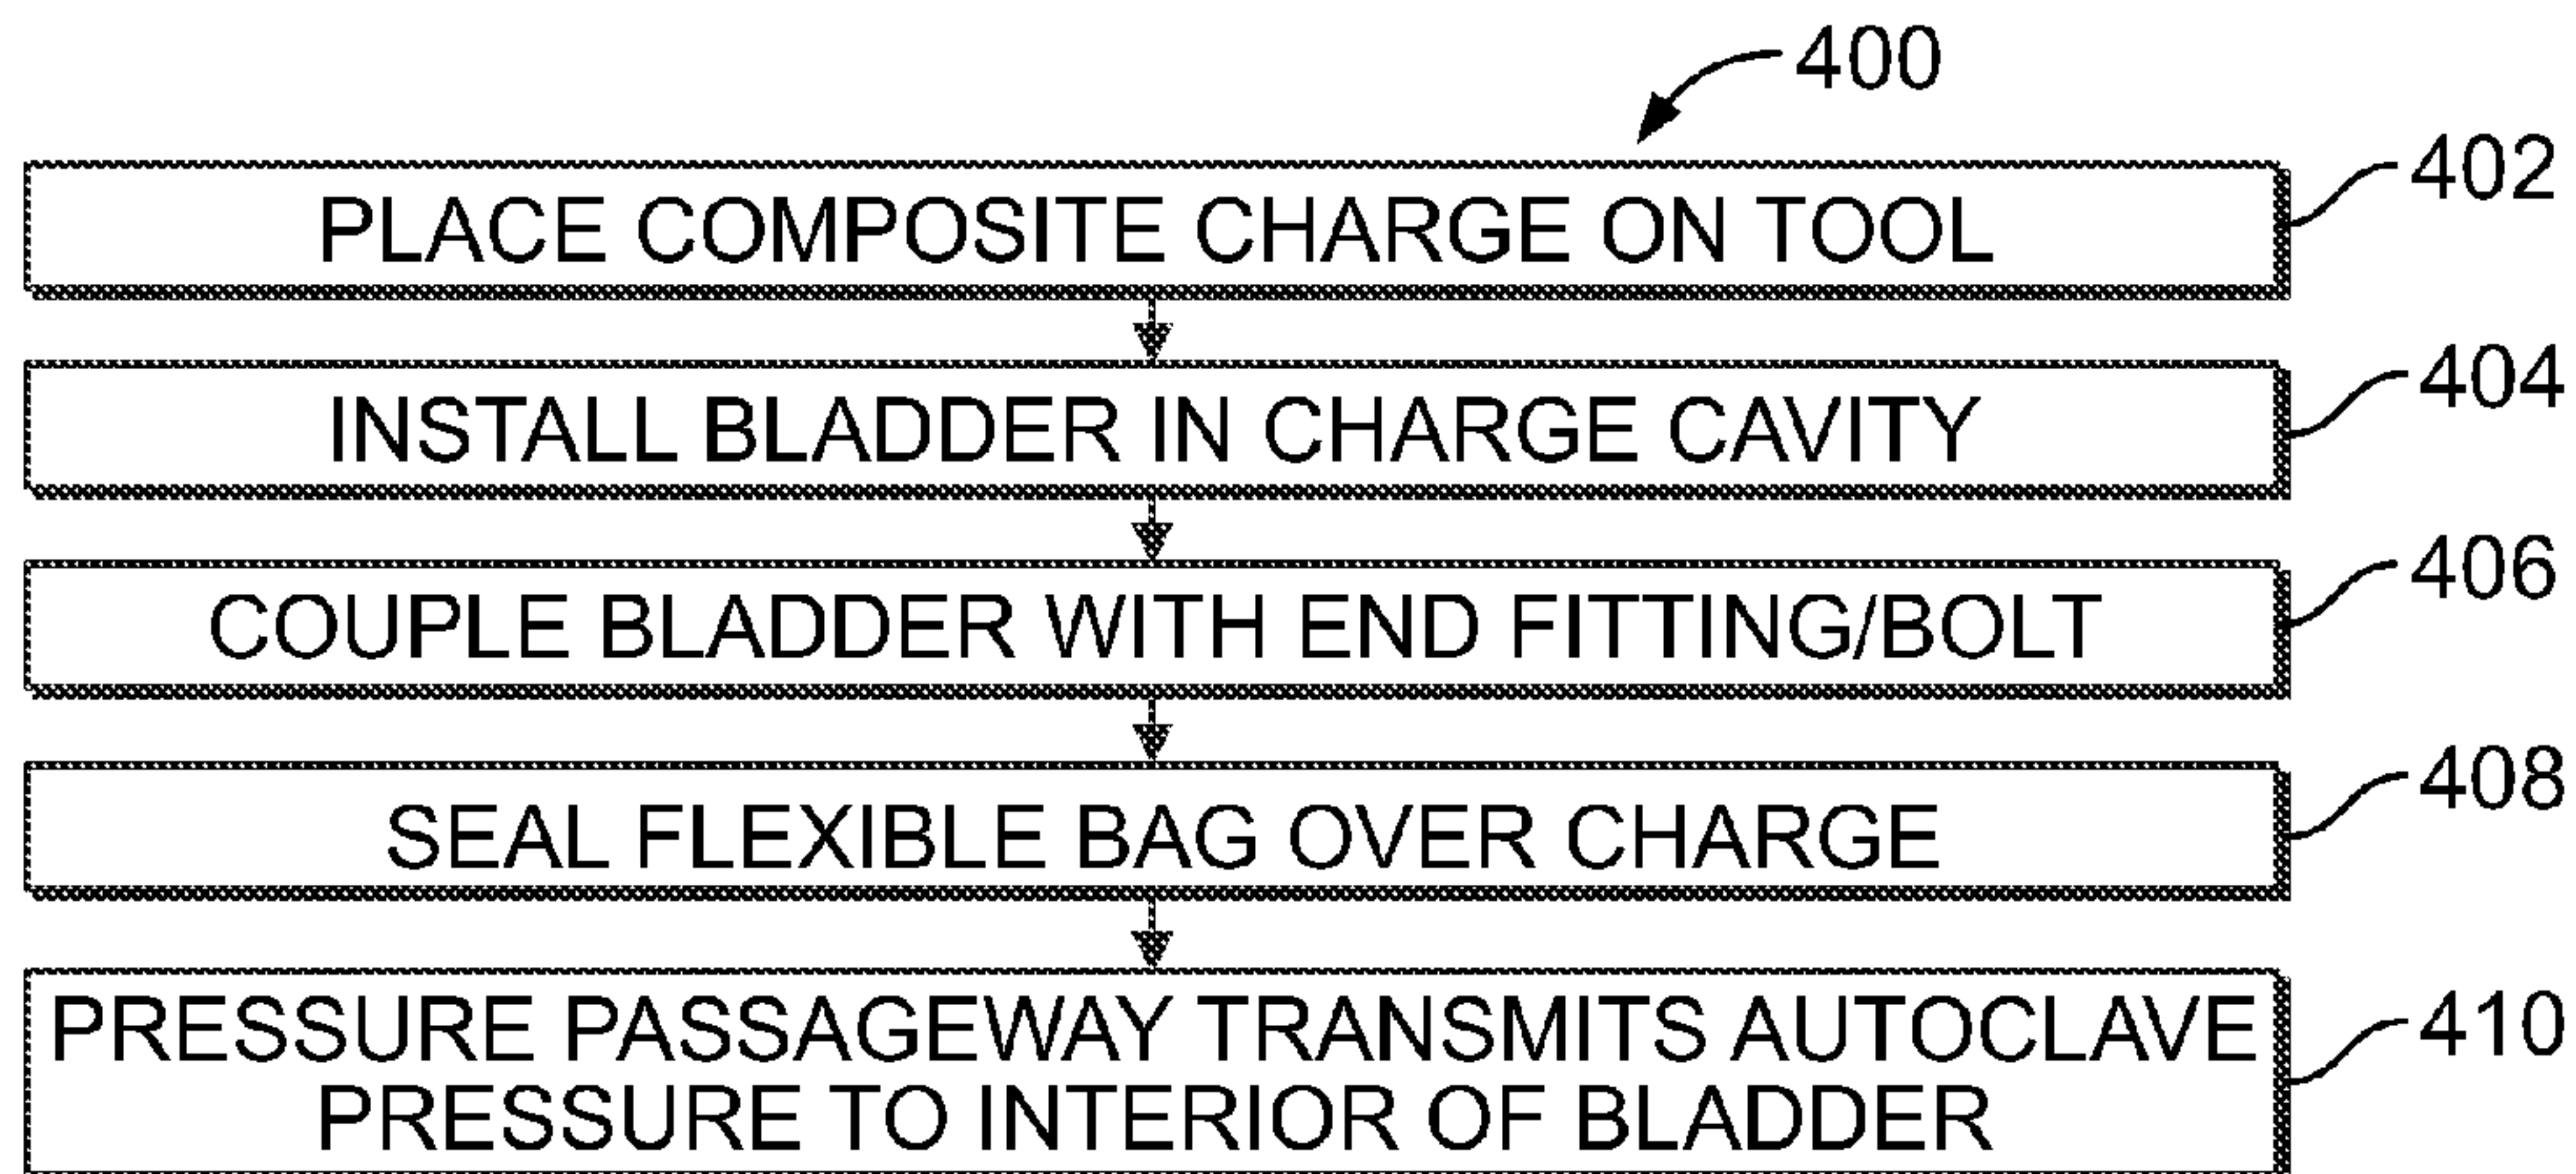 400
PLACE COMPOSITE CHARGE ON TOOL
402
INSTALL BLADDER IN CHARGE CAVITY
404
COUPLE BLADDER WITH END FITTING/BOLT
406
SEAL FLEXIBLE BAG OVER CHARGE
408
PRESSURE PASSAGEWAY TRANSMITS AUTOCLAVE
PRESSURE TO INTERIOR OF BLADDER
410